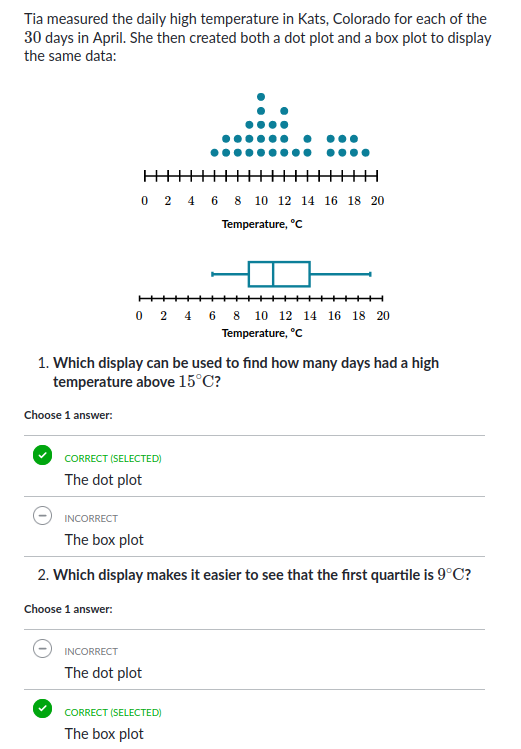 Tia measured the daily high temperature in Kats, Colorado for each of the
30 days in April. She then created both a dot plot and a box plot to display
the same data:
0 2 4 6 8 10 12 14 16 18 20
Temperature, °C
0 2 4 6 8 10 12 14 16 18 20
Temperature, °C
1. Which display can be used to find how many days had a high
temperature above 15°C?
Choose 1 answer:
CORRECT (SELECTED)
The dot plot
INCORRECT
The box plot
2. Which display makes it easier to see that the first quartile is 9°C?
Choose 1 answer:
INCORRECT
The dot plot
CORRECT (SELECTED)
The box plot